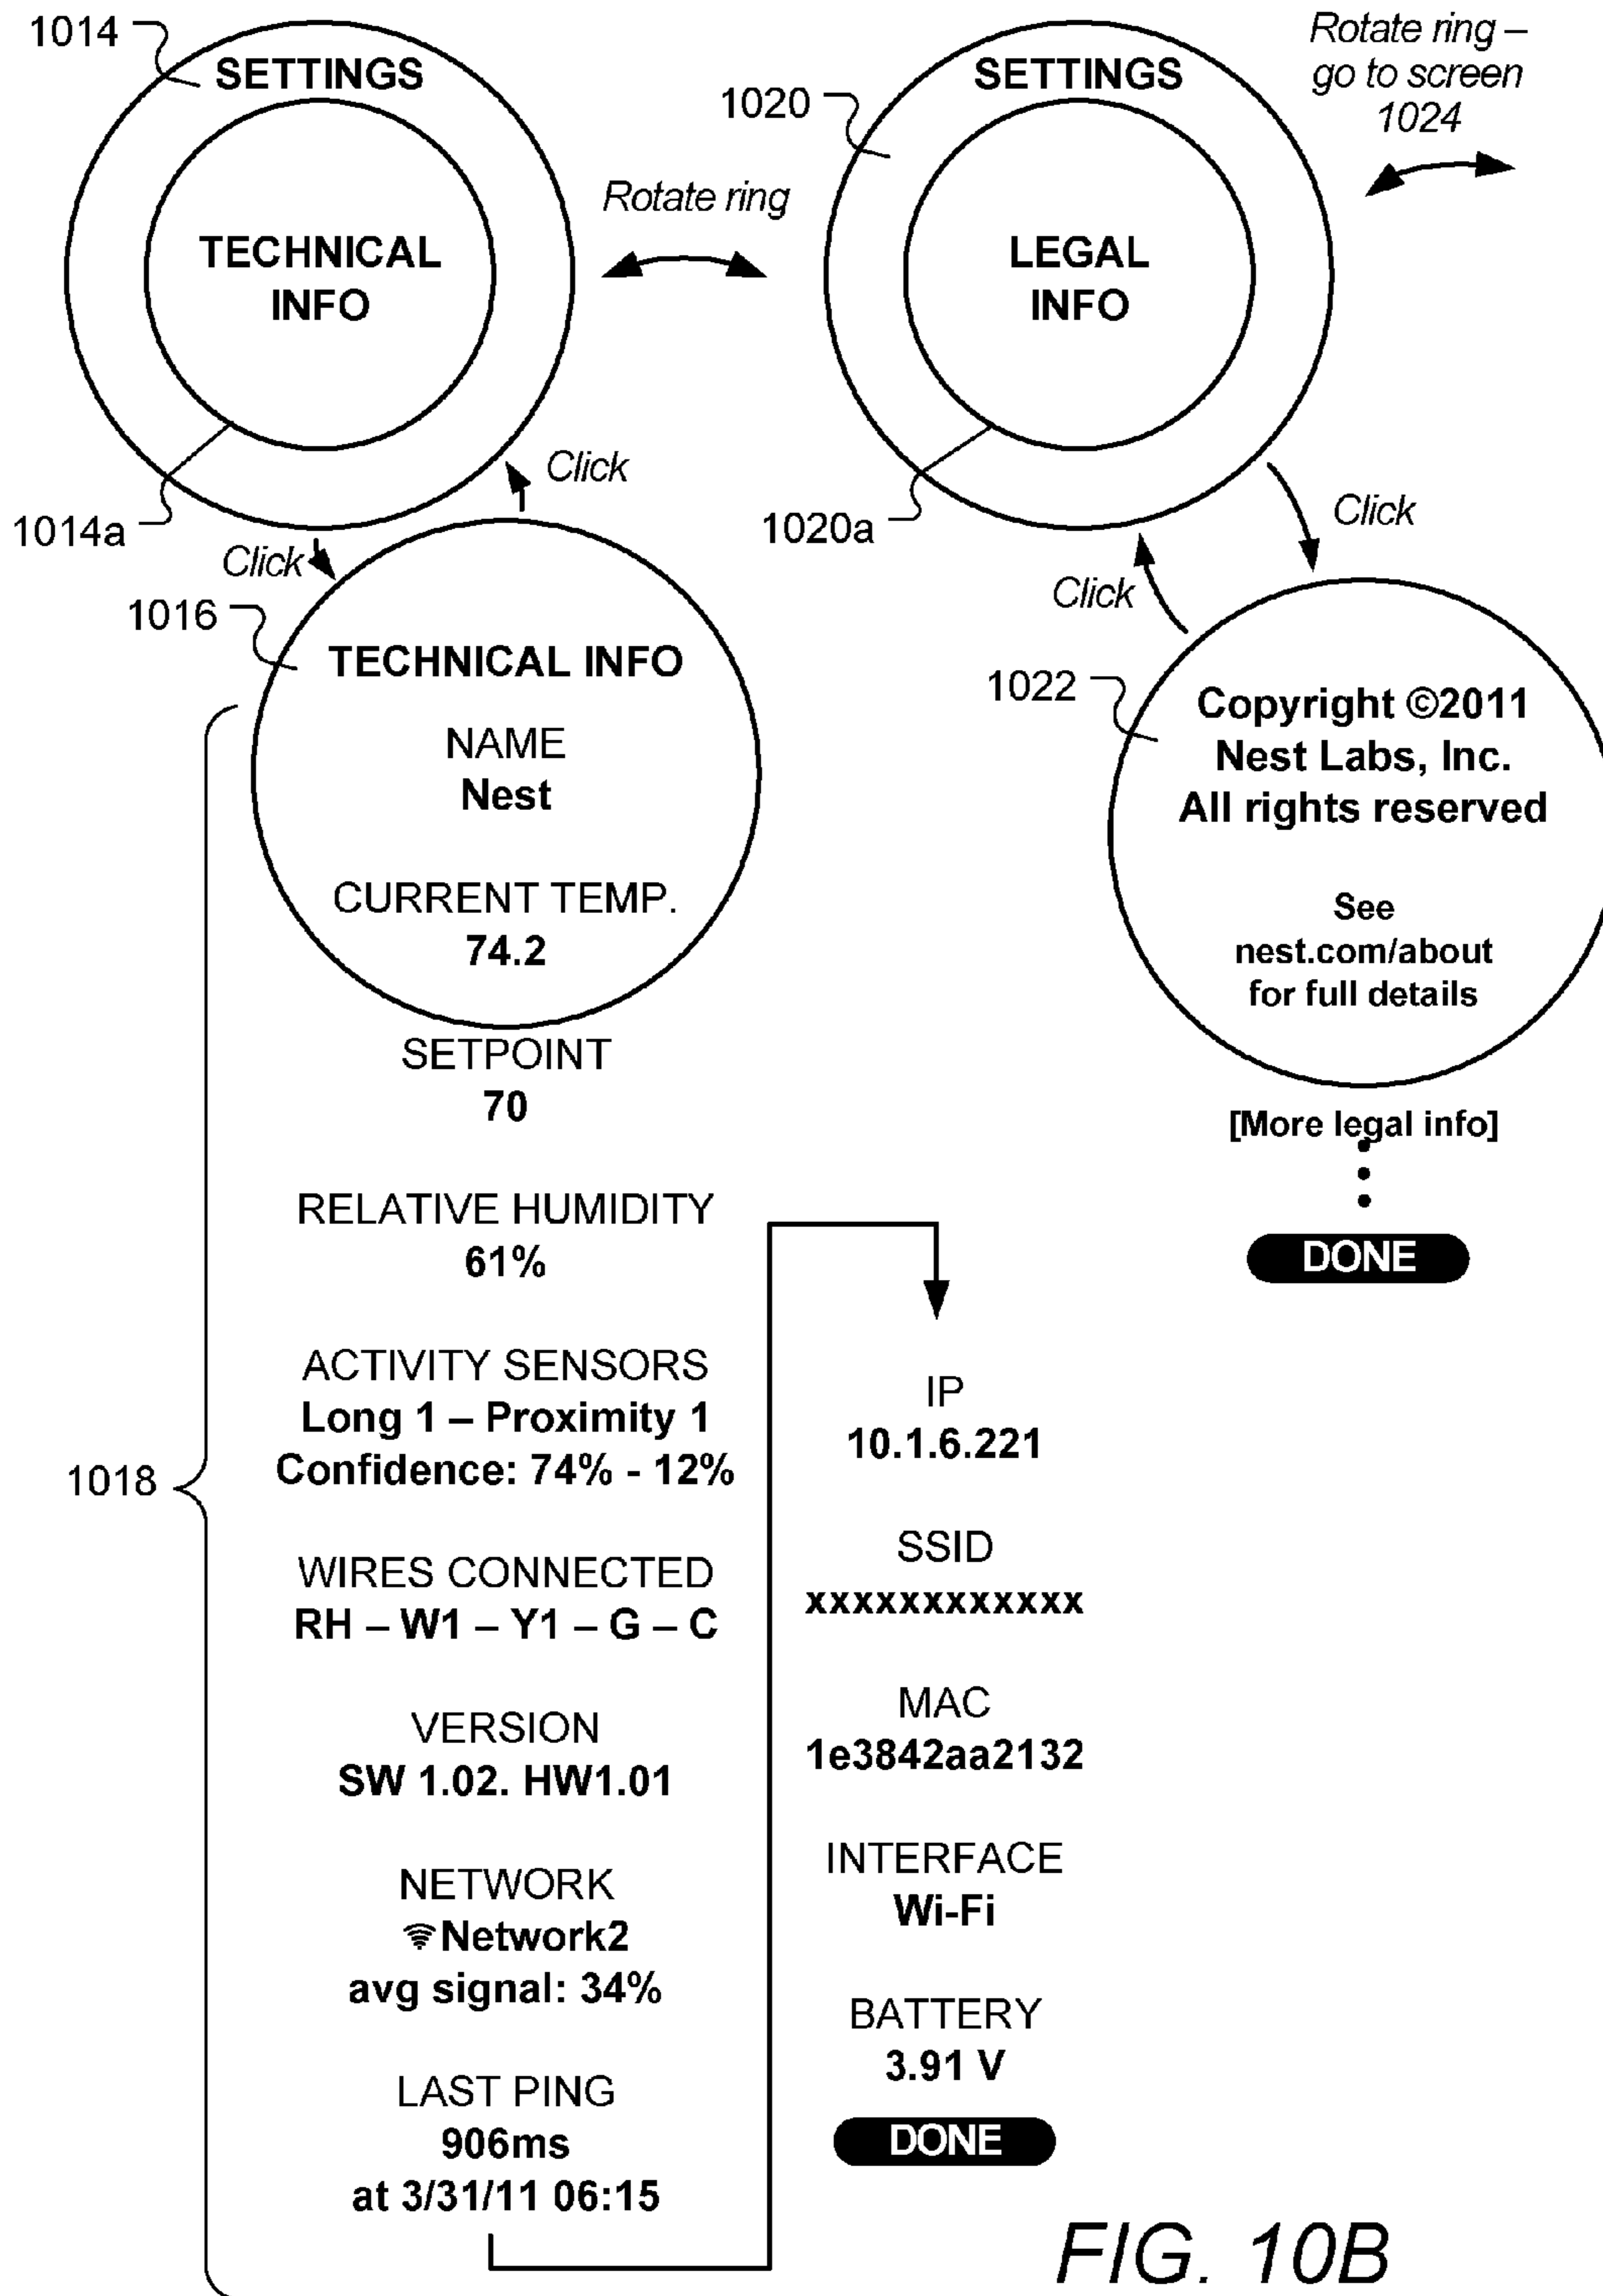 1014
SETTINGS
TECHNICAL
INFO
1014a
Rotate ring
1020
SETTINGS
LEGAL
INFO
1020a
Rotate ring –
go to screen
1024
Click
Click
1016
TECHNICAL INFO
NAME
Nest
CURRENT TEMP.
74.2
SETPOINT
70
RELATIVE HUMIDITY
61%
ACTIVITY SENSORS
Long 1 – Proximity 1
Confidence: 74% - 12%
1018
WIRES CONNECTED
RH – W1 – Y1 – G – C
VERSION
SW 1.02. HW1.01
NETWORK
Network2
avg signal: 34%
LAST PING
906ms
at 3/31/11 06:15
IP
10.1.6.221
SSID
xxxxxxxxxxxx
MAC
1e3842aa2132
INTERFACE
Wi-Fi
BATTERY
3.91 V
DONE
Click
Click
1022
Copyright ©2011
Nest Labs, Inc.
All rights reserved
See
nest.com/about
for full details
[More legal info]
DONE
FIG. 10B